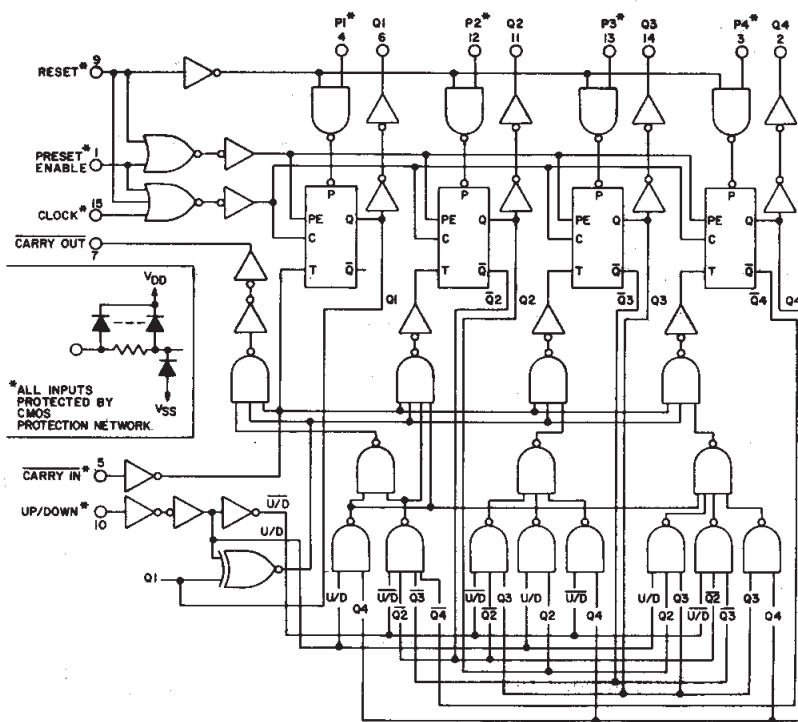 P1* Q1 P2* Q2 P3* Q3 P4* Q4
4 6 12 11 13 14 3 2
RESET* 9
PRESET* 1
ENABLE
CLOCK* 15
CARRY OUT
7
P P P P
PE Q PE Q PE Q PE Q
C C C C
T Q̅ T Q̅ T Q̅ T Q̅
Q1 Q̅2 Q2 Q̅3 Q3 Q̅4 Q4
VDD
VSS
*ALL INPUTS
PROTECTED BY
CMOS
PROTECTION NETWORK
CARRY IN* 5
UP/DOWN* 10
U̅/̅D̅
U/D
Q1
U/D U̅/̅D̅ Q̅3 U̅/̅D̅ Q3 U/D U̅/̅D̅ U/D Q3 Q̅2 Q3
Q4 Q̅2 Q̅4 Q̅2 Q2 Q4 Q2 U̅/̅D̅ Q̅3 Q4